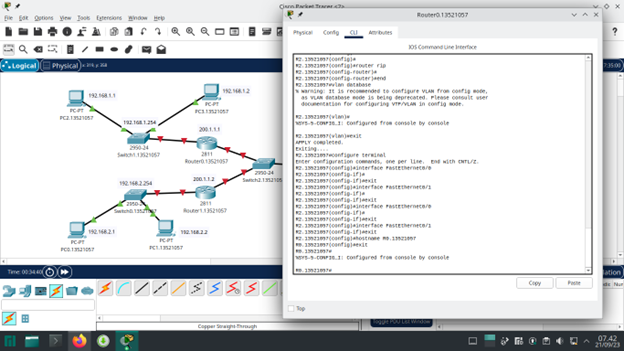 Cisco Packet Tracer
File Edit Options View Tools Extensions Window Help
Logical
Physical
192.168.1.1
192.168.1.2
PC-PT
PC2.13521057
PC-PT
PC3.13521057
192.168.1.254
200.1.1.1
2950-24
Switch1.13521057
2811
Router0.13521057
2950-24
Switch2.1352105
192.168.2.254
200.1.1.2
2950-24
Switch0.13521057
2811
Router1.13521057
PC-PT
PC0.13521057
192.168.2.1
PC-PT
PC1.13521057
192.168.2.2
Time: 00:34:40
Copper Straight-Through
Router0.13521057
Physical Config CLI Attributes
IOS Command Line Interface
R2.13521057(config)#
R2.13521057(config)#router rip
R2.13521057(config-router)#
R2.13521057(config-router)#end
R2.13521057#vlan database
% Warning: It is recommended to configure VLAN from config mode,
as VLAN database mode is being deprecated. Please consult user
documentation for configuring VTP/VLAN in config mode.
R2.13521057(vlan)#
%SYS-5-CONFIG_I: Configured from console by console
R2.13521057(vlan)#exit
APPLY completed.
Exiting....
R2.13521057#configure terminal
Enter configuration commands, one per line. End with CNTL/Z.
R2.13521057(config)#interface FastEthernet0/0
R2.13521057(config-if)#
R2.13521057(config-if)#exit
R2.13521057(config)#interface FastEthernet0/1
R2.13521057(config-if)#
R2.13521057(config-if)#exit
R2.13521057(config)#interface FastEthernet0/0
R2.13521057(config-if)#
R2.13521057(config-if)#exit
R2.13521057(config)#interface FastEthernet0/1
R2.13521057(config-if)#exit
R2.13521057(config)#hostname R0.13521057
R0.13521057(config)#exit
R0.13521057#
%SYS-5-CONFIG_I: Configured from console by console
R0.13521057#
Copy
Paste
Top
Toggle PDU List Window
07.42
21/09/23